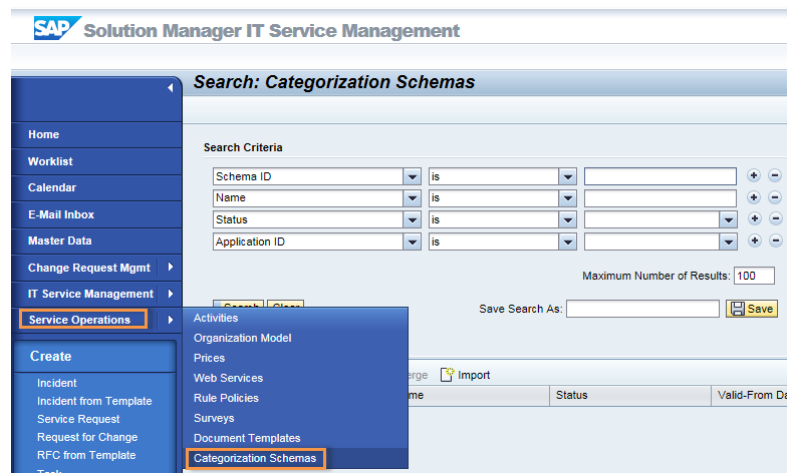 SAP Solution Manager IT Service Management
Search: Categorization Schemas
Home
Worklist
Calendar
E-Mail Inbox
Master Data
Change Request Mgmt
IT Service Management
Service Operations
Create
Incident
Incident from Template
Service Request
Request for Change
RFC from Template
Search Criteria
Schema ID is
Name is
Status is
Application ID is
Maximum Number of Results: 100
Search Clear Save Search As: Save
Activities
Organization Model
Prices
Web Services
Rule Policies
Surveys
Document Templates
Categorization Schemas
Import
Status Valid-From Da